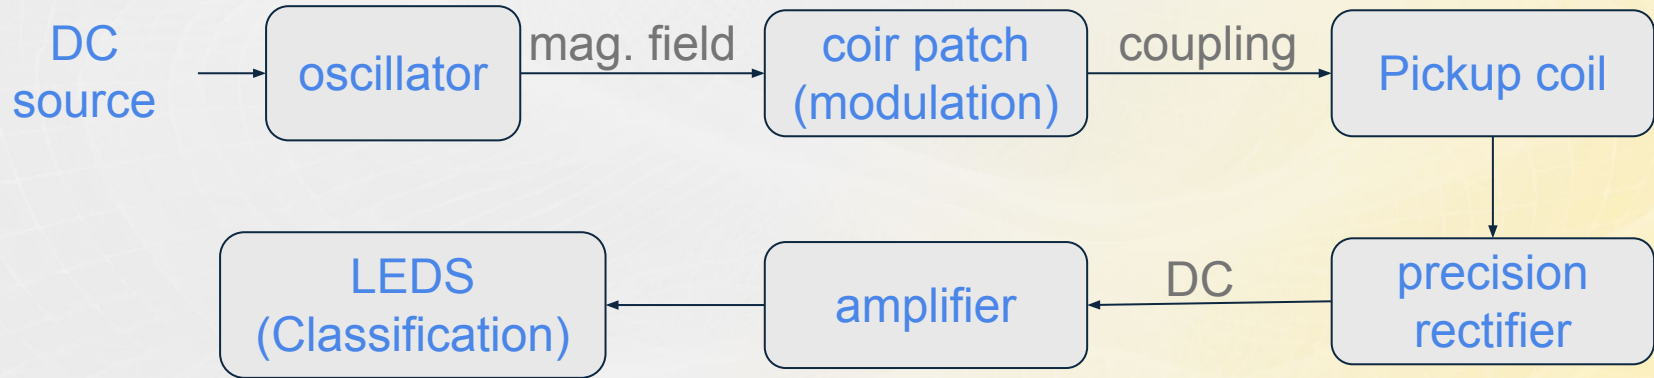 DC
source
oscillator
mag. field
coir patch
(modulation)
coupling
Pickup coil
precision
rectifier
DC
amplifier
LEDS
(Classification)